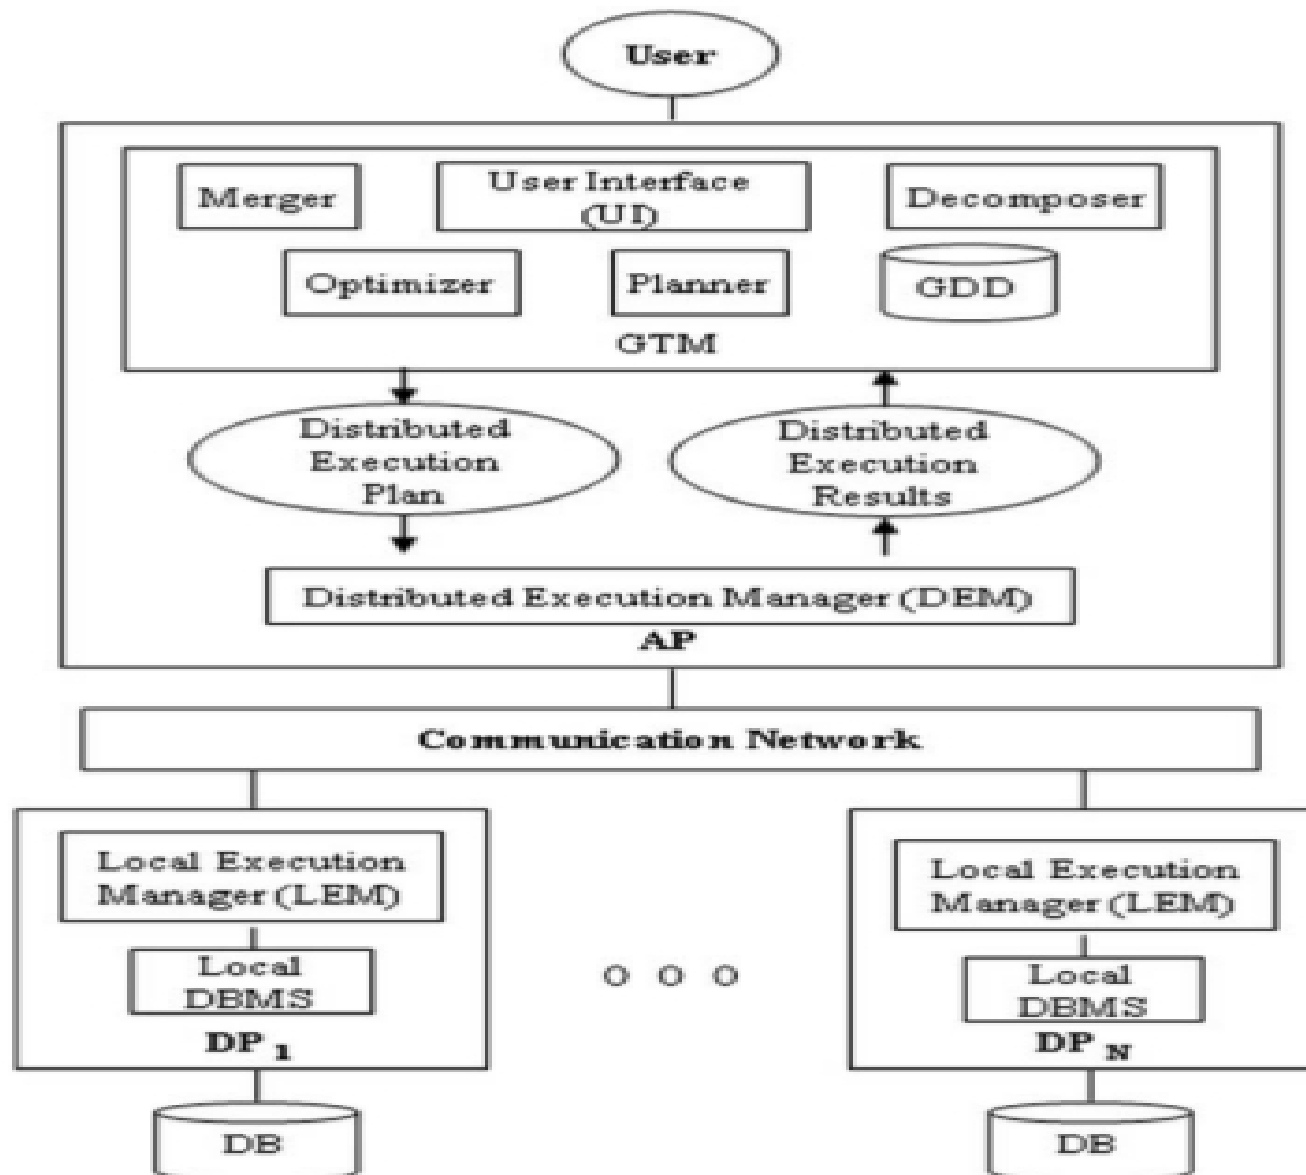 User
Merger
User Interface
(UI)
Decomposer
Optimizer
Planner
GDD
GTM
Distributed
Execution
Plan
Distributed
Execution
Results
Distributed Execution Manager (DEM)
AP
Communication Network
Local Execution
Manager (LEM)
Local
DBMS
DP 1
DB
O O O
Local Execution
Manager (LEM)
Local
DBMS
DP N
DB